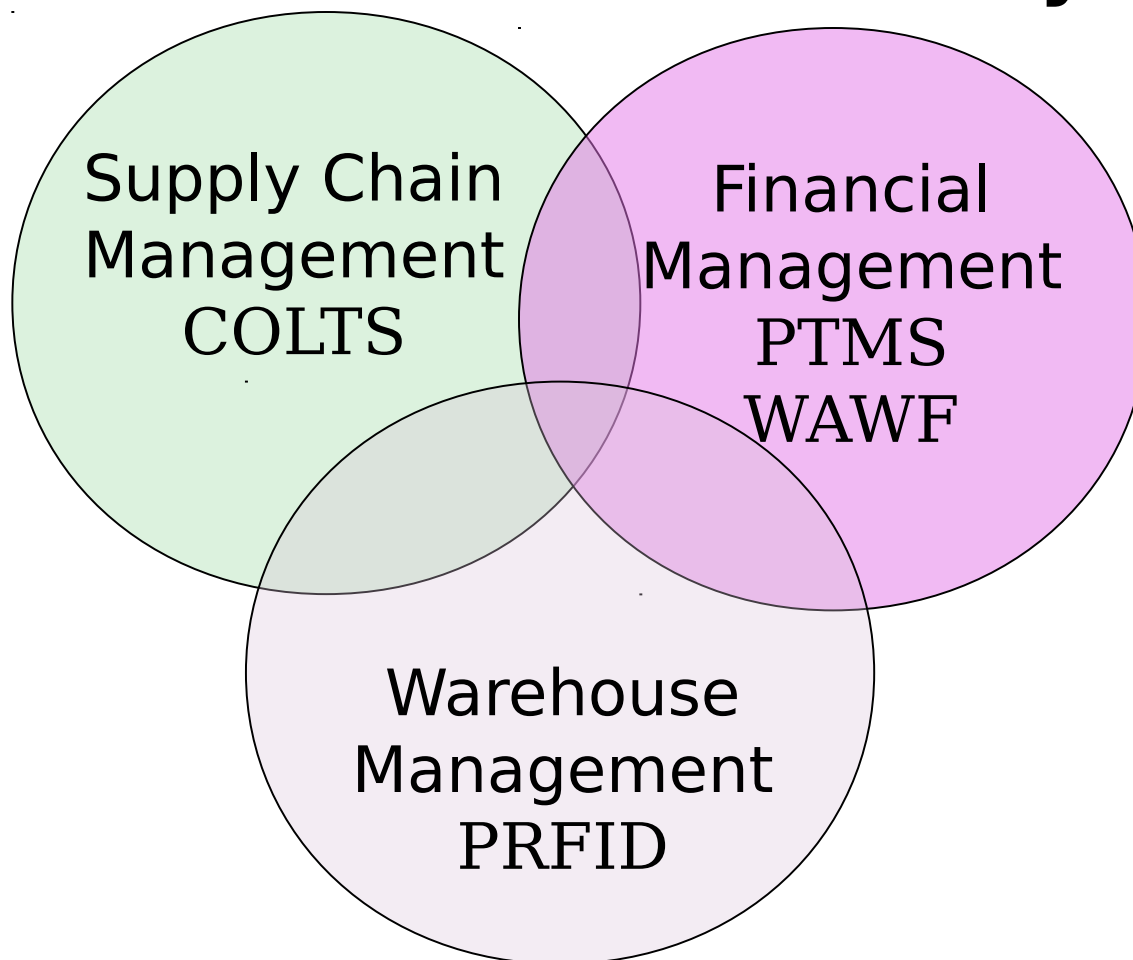 Supply Chain
Management
COLTS
Financial
Management
PTMS
WAWF
Warehouse
Management
PRFID